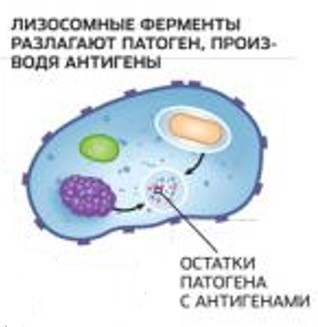 ЛИЗОСОМНЫЕ ФЕРМЕНТЫ
РАЗЛАГАЮТ ПАТОГЕН, ПРОИЗ-
ВОДЯ АНТИГЕНЫ
ОСТАТКИ
ПАТОГЕНА
С АНТИГЕНАМИ